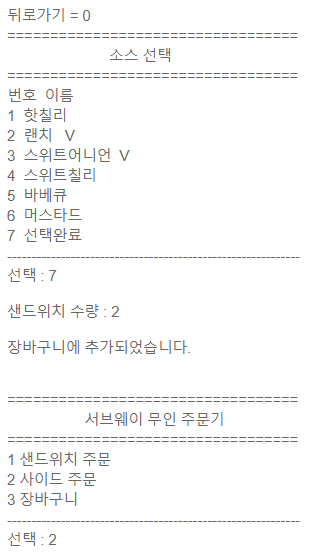 뒤로가기 = 0
==================================
소스 선택
==================================
번호 이름
1 핫칠리
2 랜치 V
3 스위트어니언 V
4 스위트칠리
5 바베큐
6 머스타드
7 선택완료
------------------------------------------------------------
선택 : 7
샌드위치 수량 : 2
장바구니에 추가되었습니다.
==================================
서브웨이 무인 주문기
==================================
1 샌드위치 주문
2 사이드 주문
3 장바구니
------------------------------------------------------------
선택 : 2